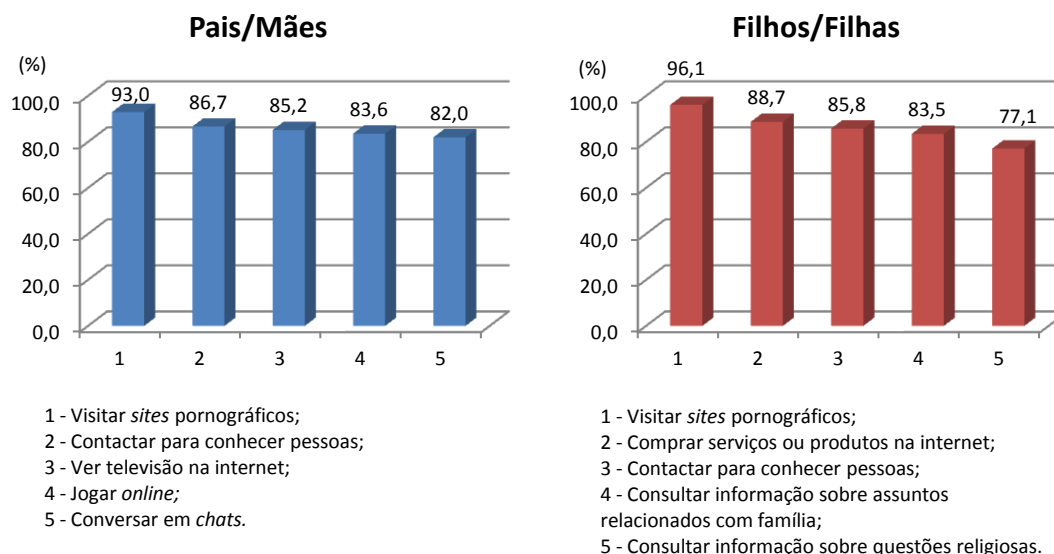 Pais/Mães
(%)
93,0 86,7 85,2 83,6 82,0
100,0
80,0
60,0
40,0
20,0
0,0
1 2 3 4 5
1 - Visitar sites pornográficos;
2 - Contactar para conhecer pessoas;
3 - Ver televisão na internet;
4 - Jogar online;
5 - Conversar em chats.
Filhos/Filhas
(%)
96,1 88,7 85,8 83,5 77,1
100,0
80,0
60,0
40,0
20,0
0,0
1 2 3 4 5
1 - Visitar sites pornográficos;
2 - Comprar serviços ou produtos na internet;
3 - Contactar para conhecer pessoas;
4 - Consultar informação sobre assuntos
relacionados com família;
5 - Consultar informação sobre questões religiosas.